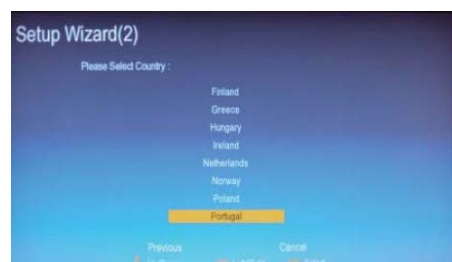 Setup Wizard(2)
Please Select Country :
Finland
Greece
Hungary
Ireland
Netherlands
Norway
Poland
Portugal
Previous Cancel